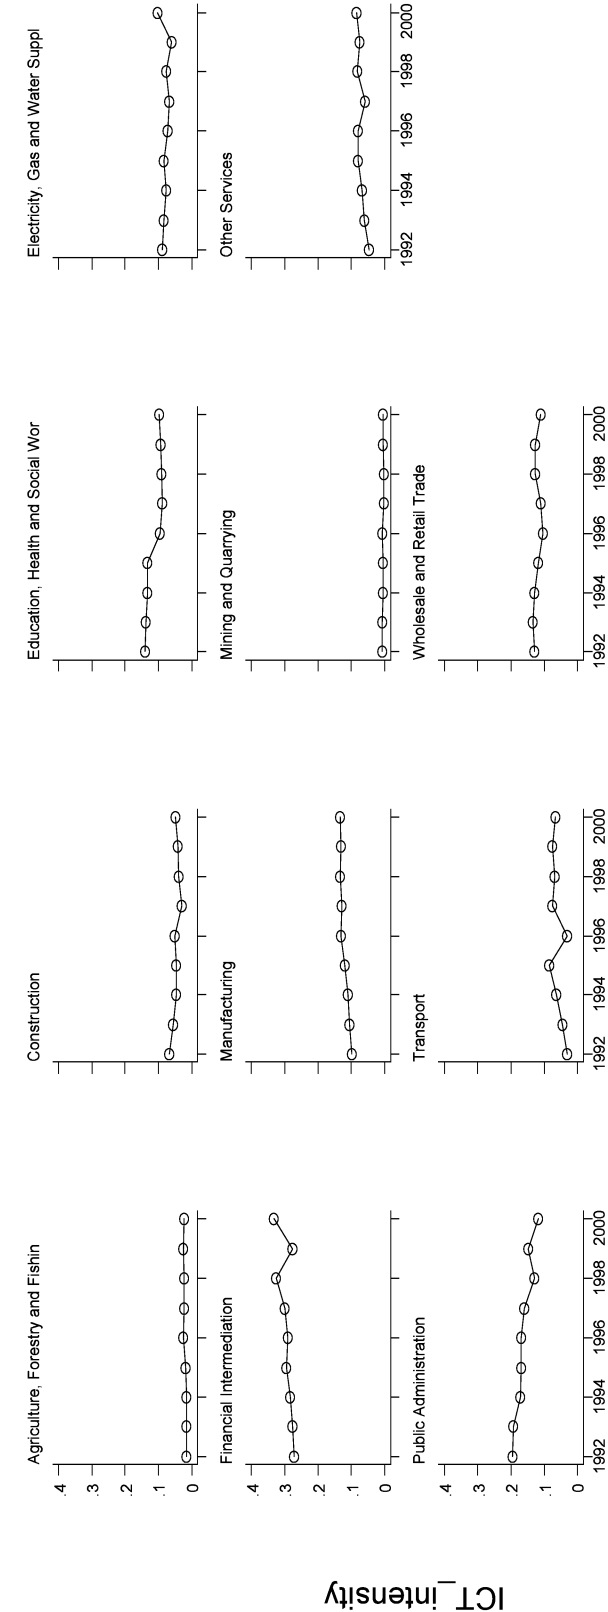 Agriculture, Forestry and Fishin
Construction
Education, Health and Social Wor
Electricity, Gas and Water Suppl
.4
.3
.2
.1
0
Financial Intermediation
Manufacturing
Mining and Quarrying
Other Services
.4
.3
.2
.1
0
1992 1994 1996 1998 2000
Public Administration
Transport
Wholesale and Retail Trade
.4
.3
.2
.1
0
1992 1994 1996 1998 2000
1992 1994 1996 1998 2000
1992 1994 1996 1998 2000
ICT_intensity